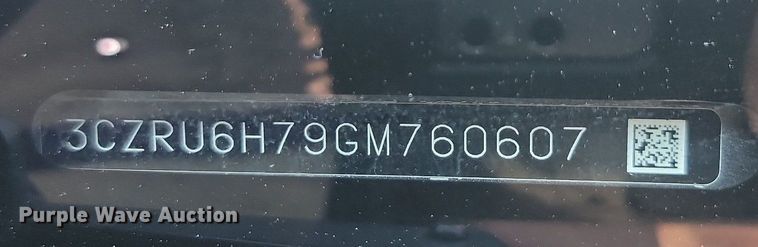 3CZRU6H79GM760607
Purple Wave Auction